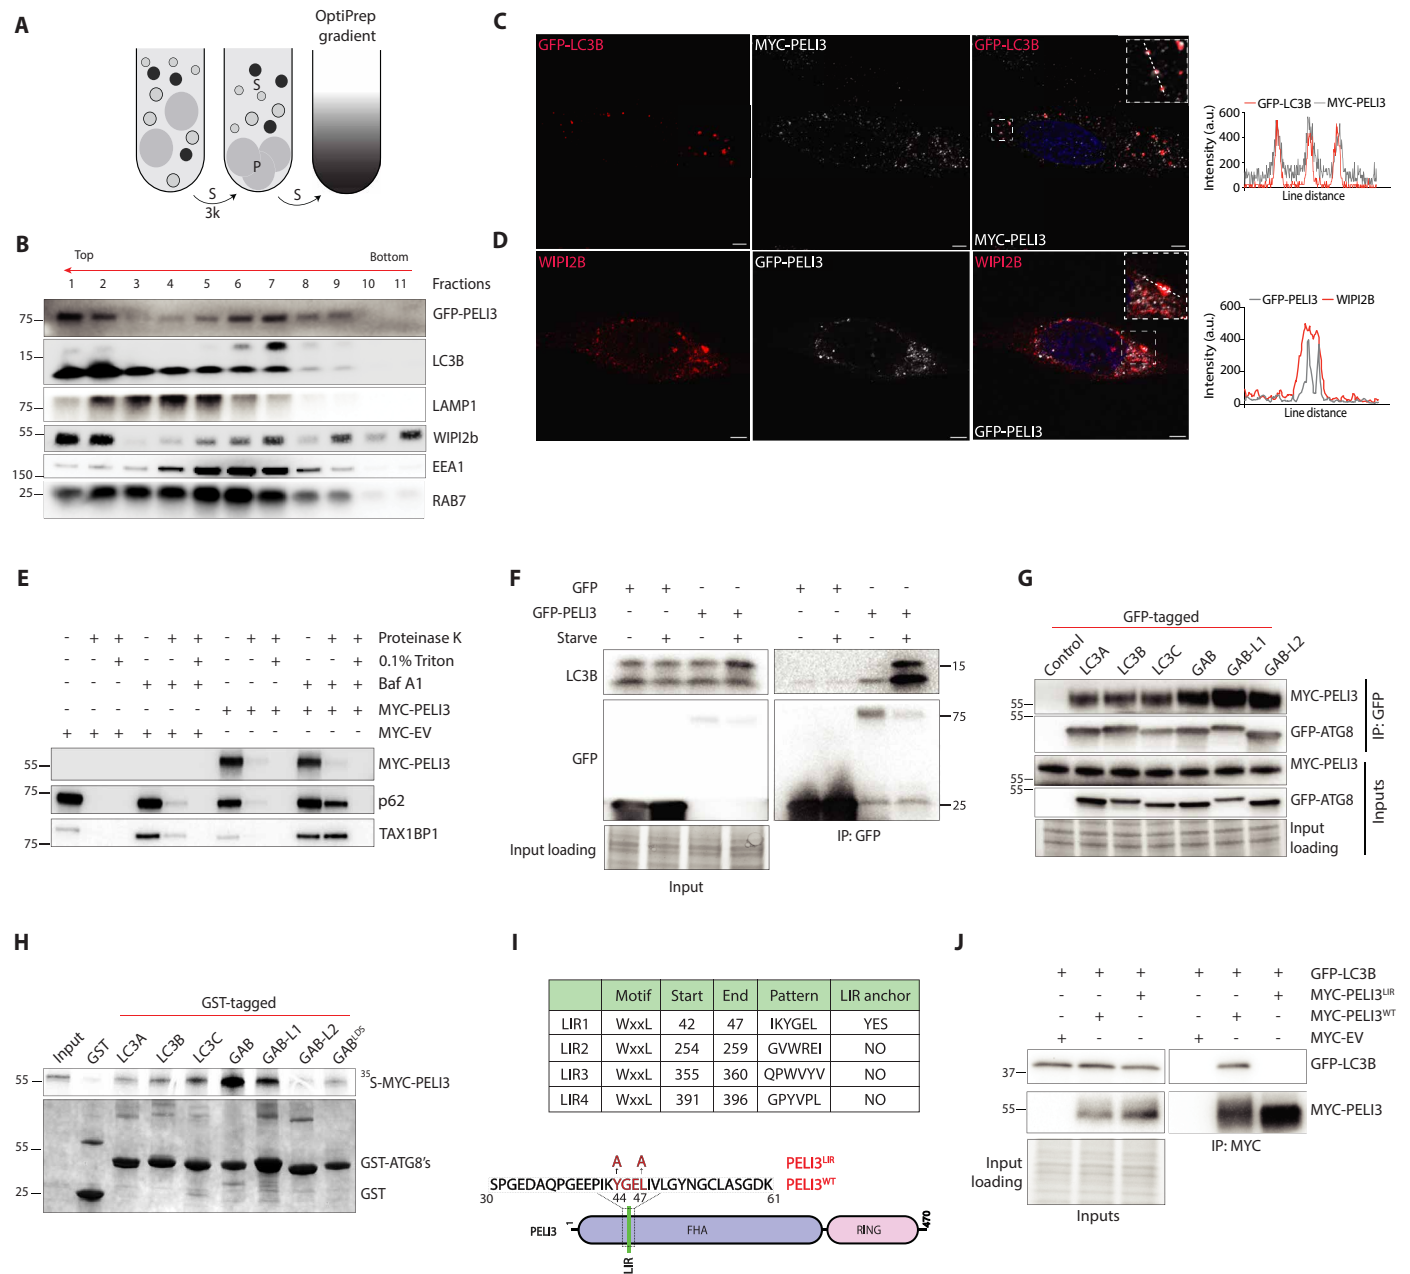 A
OptiPrep
gradient
S
P
S
3k
S
B
Top
Bottom
1 2 3 4 5 6 7 8 9 10 11 Fractions
75
GFP-PELI3
15
LC3B
75
LAMP1
55
WIPI2b
EEA1
150
25
RAB7
C
GFP-LC3B
MYC-PELI3
GFP-LC3B
MYC-PELI3
GFP-LC3B MYC-PELI3
Intensity (a.u.)
600
400
200
0
Line distance
D
WIPI2B
GFP-PELI3
WIPI2B
GFP-PELI3
GFP-PELI3 WIPI2B
Intensity (a.u.)
600
400
200
0
Line distance
E
- + + - + + - + + - + + Proteinase K
- - + - - + - - + - - + 0.1% Triton
- - - + + + - - - + + + Baf A1
- - - - - - + + + + + + MYC-PELI3
+ + + + + + - - - - - - MYC-EV
55
MYC-PELI3
75
p62
75
TAX1BP1
F
GFP + + - - + + - -
GFP-PELI3 - - + + - - + +
Starve - + - + - + - +
LC3B
15
75
GFP
25
Input loading
Input
IP: GFP
G
GFP-tagged
Control LC3A LC3B LC3C GAB GAB-L1 GAB-L2
55
MYC-PELI3
55
GFP-ATG8
IP: GFP
55
MYC-PELI3
55
GFP-ATG8
Input
loading
Inputs
H
GST-tagged
Input GST LC3A LC3B LC3C GAB GAB-L1 GAB-L2 GABLDS
55
35S-MYC-PELI3
55
GST-ATG8's
25
GST
I
Motif Start End Pattern LIR anchor
LIR1 WxxL 42 47 IKYGEL YES
LIR2 WxxL 254 259 GVWREI NO
LIR3 WxxL 355 360 QPWVYV NO
LIR4 WxxL 391 396 GPYVPL NO
A A PELI3LIR
SPGEDAQPGEEPIKYGELIVLGYNGCLASGDK PELI3WT
30 44 47 61
PELI3 1 FHA RING 470
LIR
J
+ + + + + + GFP-LC3B
- - + - - + MYC-PELI3LIR
- + - - + - MYC-PELI3WT
+ - - + - - MYC-EV
37
GFP-LC3B
55
MYC-PELI3
IP: MYC
Input
loading
Inputs